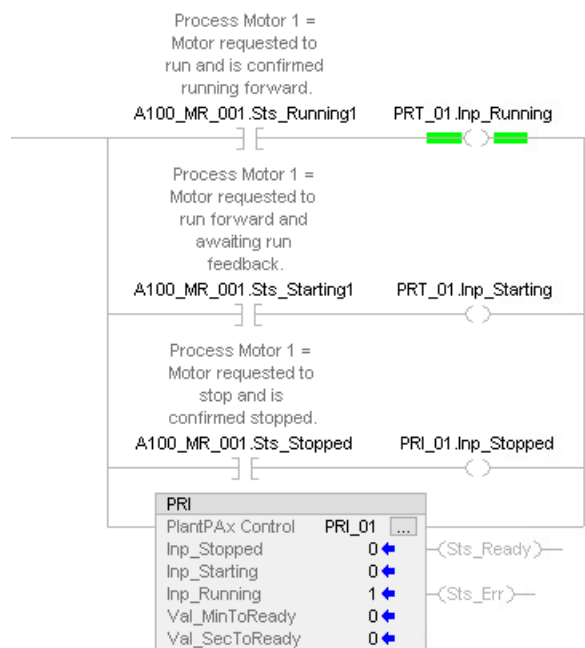 Process Motor 1 =
Motor requested to
run and is confirmed
running forward.
A100_MR_001.Sts_Running1 PRT_01.Inp_Running
Process Motor 1 =
Motor requested to
run forward and
awaiting run
feedback.
A100_MR_001.Sts_Starting1 PRT_01.Inp_Starting
Process Motor 1 =
Motor requested to
stop and is
confirmed stopped.
A100_MR_001.Sts_Stopped PRI_01.Inp_Stopped
PRI
PlantPAx Control PRI_01 ...
Inp_Stopped 0 (Sts_Ready)
Inp_Starting 0
Inp_Running 1 (Sts_Err)
Val_MinToReady 0
Val_SecToReady 0